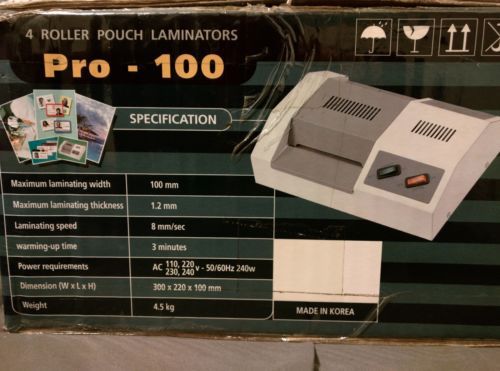 4 ROLLER POUCH LAMINATORS
Pro - 100
SPECIFICATION
Maximum laminating width 100 mm
Maximum laminating thickness 1.2 mm
Laminating speed 8 mm/sec
warming-up time 3 minutes
Power requirements AC 110, 220 v - 50/60Hz 240w
230, 240
Dimension (W x L x H) 300 x 220 x 100 mm
Weight 4.5 kg
MADE IN KOREA